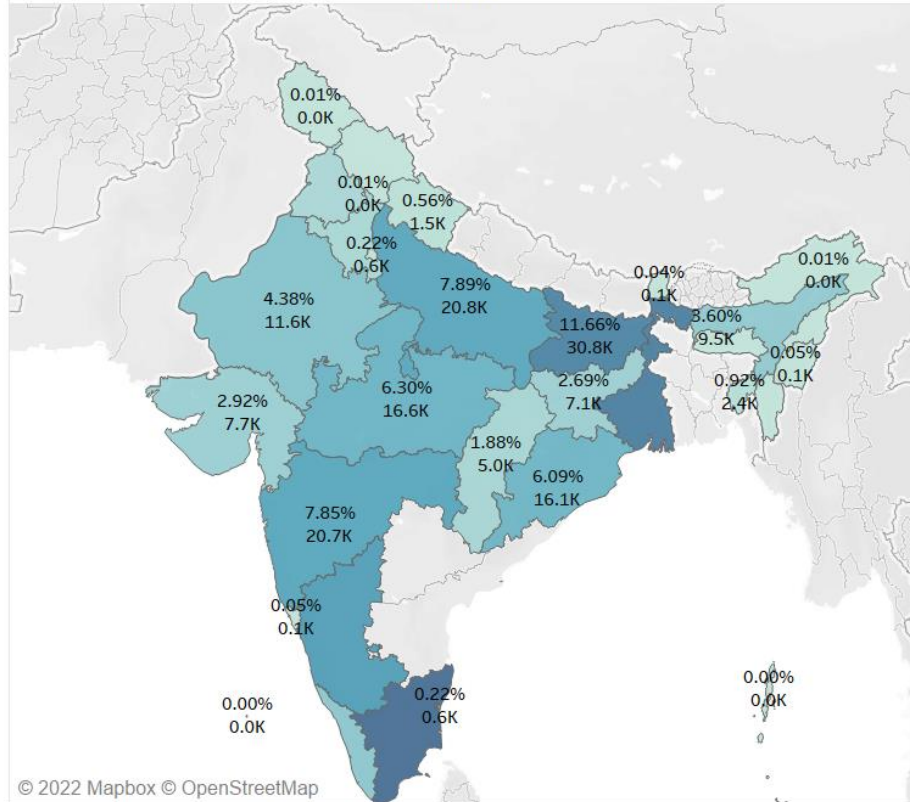 0.01%
0.0K
0.01%
0.0K
0.56%
1.5K
0.22%
0.6K
0.04%
0.1K
0.01%
0.0K
4.38%
11.6K
7.89%
20.8K
11.66%
30.8K
3.60%
9.5K
0.05%
0.1K
0.92%
2.4K
2.92%
7.7K
6.30%
16.6K
2.69%
7.1K
1.88%
5.0K
6.09%
16.1K
7.85%
20.7K
0.05%
0.1K
0.00%
0.0K
0.22%
0.6K
0.00%
0.0K
© 2022 Mapbox © OpenStreetMap